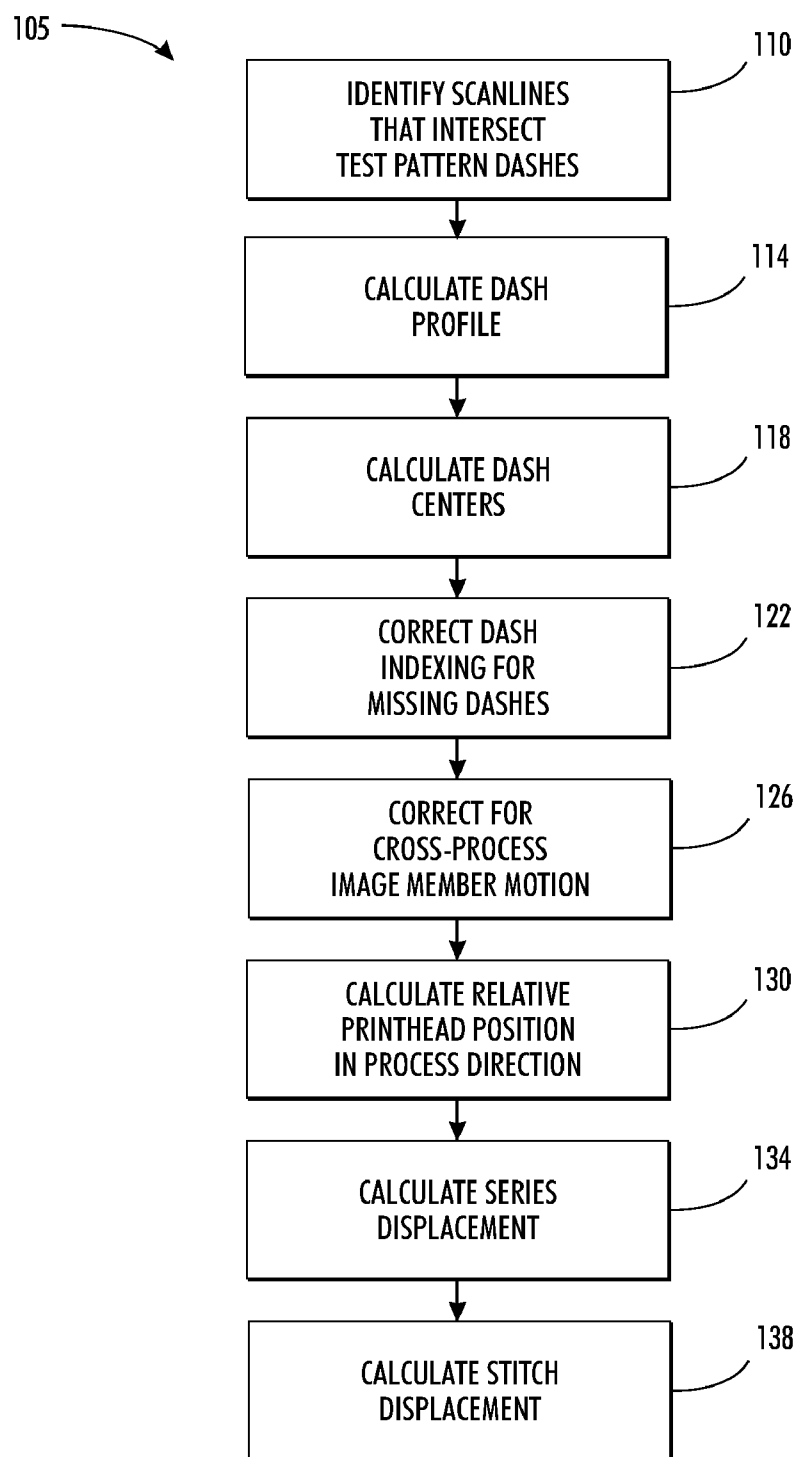 105
110
IDENTIFY SCANLINES
THAT INTERSECT
TEST PATTERN DASHES
114
CALCULATE DASH
PROFILE
118
CALCULATE DASH
CENTERS
122
CORRECT DASH
INDEXING FOR
MISSING DASHES
126
CORRECT FOR
CROSS-PROCESS
IMAGE MEMBER MOTION
130
CALCULATE RELATIVE
PRINTHEAD POSITION
IN PROCESS DIRECTION
134
CALCULATE SERIES
DISPLACEMENT
138
CALCULATE STITCH
DISPLACEMENT